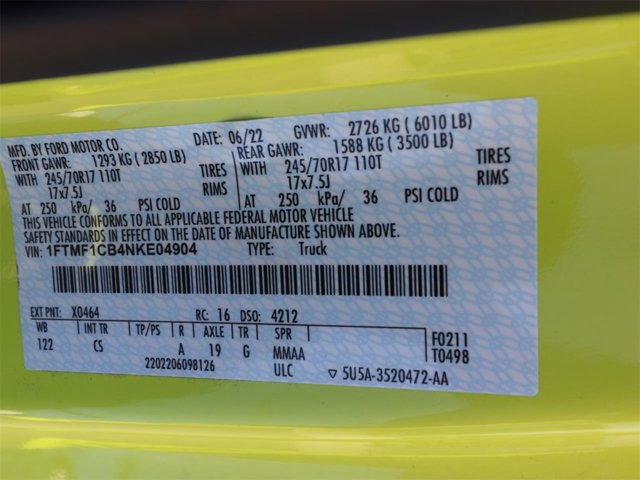 MFD. BY FORD MOTOR CO. DATE: 06/22 GVWR: 2726 KG ( 6010 LB)
FRONT GAWR: 1293 KG ( 2850 LB) REAR GAWR: 1588 KG ( 3500 LB)
WITH 245/70R17 110T TIRES WITH 245/70R17 110T TIRES
17x7.5J RIMS 17x7.5J RIMS
AT 250 kPa/ 36 PSI COLD AT 250 kPa/ 36 PSI COLD
THIS VEHICLE CONFORMS TO ALL APPLICABLE FEDERAL MOTOR VEHICLE
SAFETY STANDARDS IN EFFECT ON THE DATE OF MANUFACTURE SHOWN ABOVE.
VIN: 1FTMF1CB4NKE04904 TYPE: Truck
EXT PNT: X0464 RC: 16 DSO: 4212
WB INT TR TP/PS R AXLE TR SPR F0211
122 CS A 19 G MMAA T0498
2202206098126 ULC ▽ 5U5A-3520472-AA